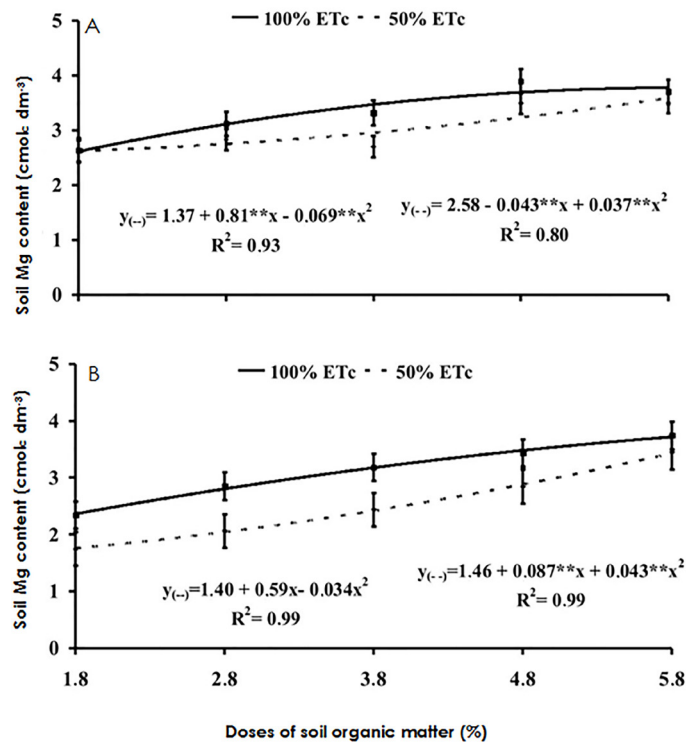 A
100% ETc 50% ETc
Soil Mg content (cmolc dm⁻³)
5
4
3
2
1
0
y(--)= 1.37 + 0.81**x - 0.069**x²
R²= 0.93
y(- -)= 2.58 - 0.043**x + 0.037**x²
R²= 0.80
B
100% ETc 50% ETc
Soil Mg content (cmolc dm⁻³)
5
4
3
2
1
0
y(--)=1.40 + 0.59x- 0.034x²
R²= 0.99
y(- -)=1.46 + 0.087**x + 0.043**x²
R²= 0.99
1.8 2.8 3.8 4.8 5.8
Doses of soil organic matter (%)